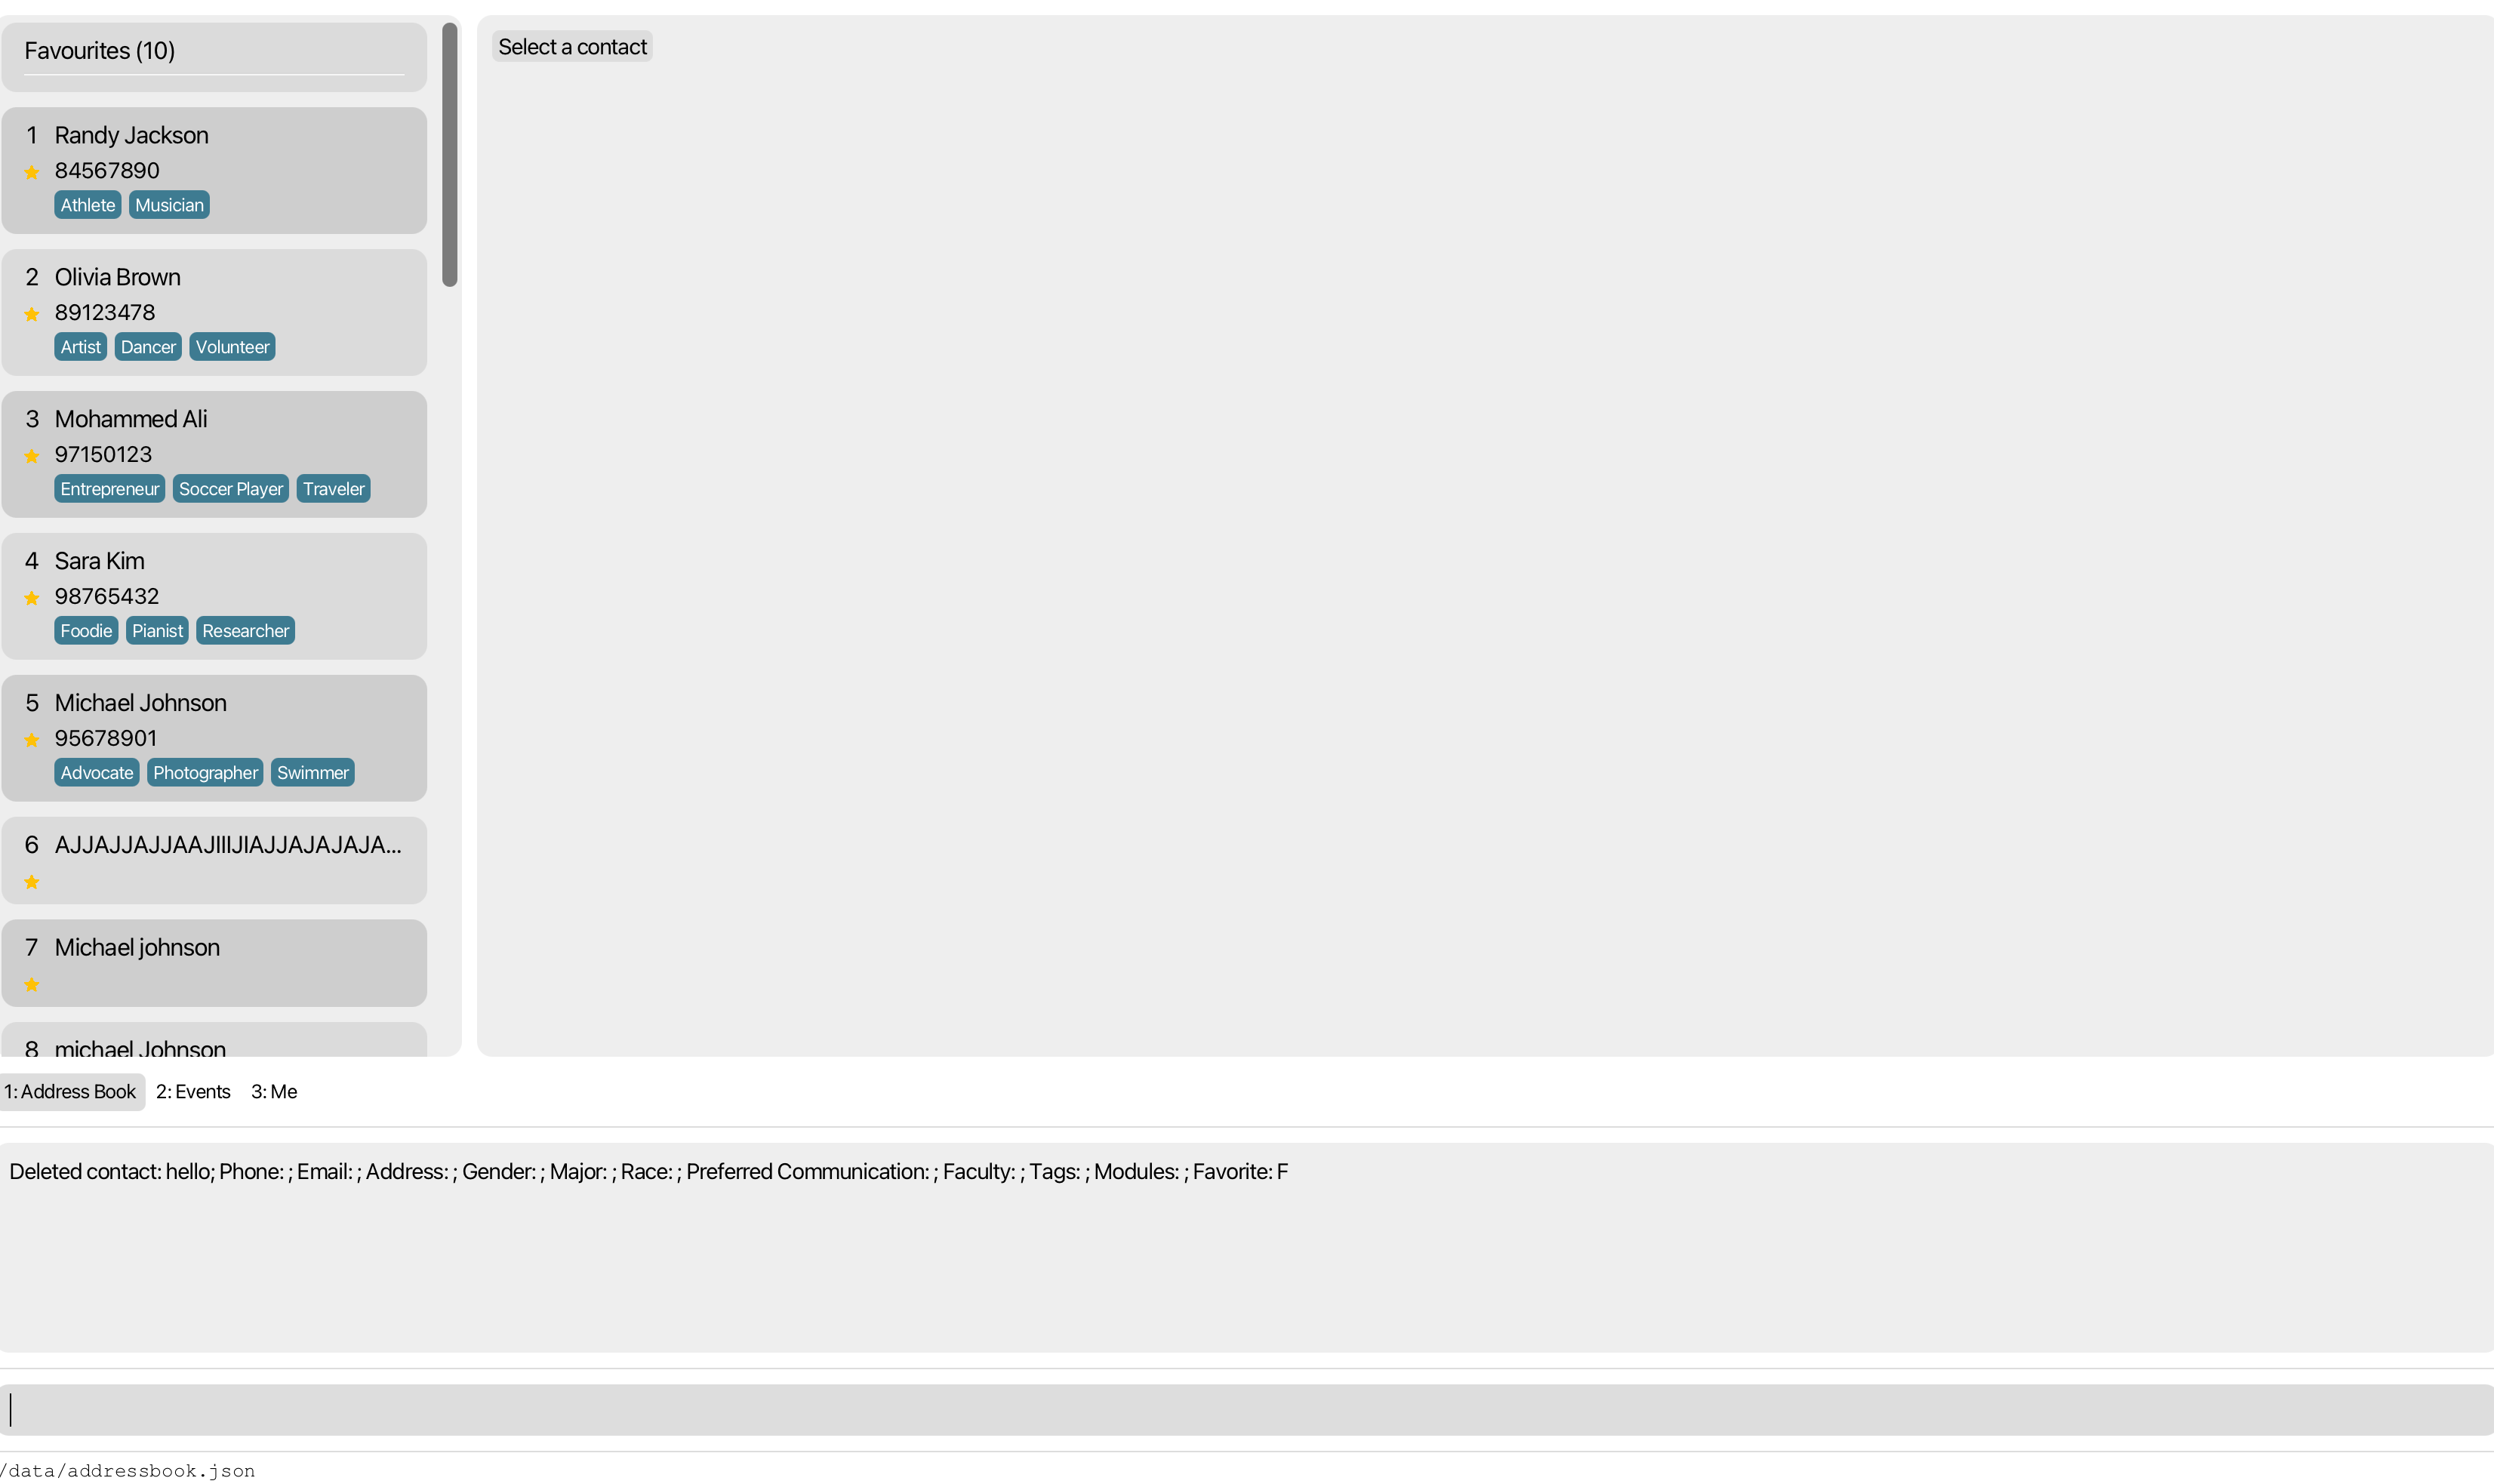 Favourites (10)
1 Randy Jackson
84567890
Athlete Musician
2 Olivia Brown
89123478
Artist Dancer Volunteer
3 Mohammed Ali
97150123
Entrepreneur Soccer Player Traveler
4 Sara Kim
98765432
Foodie Pianist Researcher
5 Michael Johnson
95678901
Advocate Photographer Swimmer
6 AJJAJJAJJAAJIIIJIAJJAJAJAJA...
7 Michael johnson
8 michael Johnson
Select a contact
1: Address Book 2: Events 3: Me
Deleted contact: hello; Phone: ; Email: ; Address: ; Gender: ; Major: ; Race: ; Preferred Communication: ; Faculty: ; Tags: ; Modules: ; Favorite: F
/data/addressbook.json